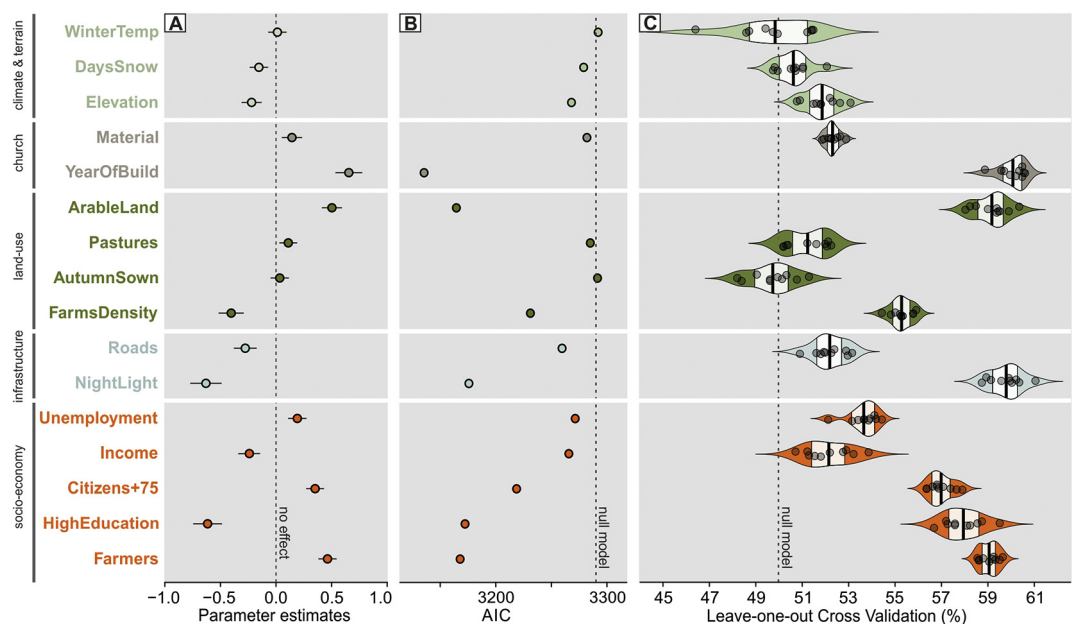 A
B
C
climate & terrain
WinterTemp
DaysSnow
Elevation
church
Material
YearOfBuild
land-use
ArableLand
Pastures
AutumnSown
FarmsDensity
infrastructure
Roads
NightLight
socio-economy
Unemployment
Income
Citizens+75
HighEducation
Farmers
no effect
null model
null model
−1.0 −0.5 0.0 0.5 1.0
Parameter estimates
3200 3300
AIC
45 47 49 51 53 55 57 59 61
Leave-one-out Cross Validation (%)